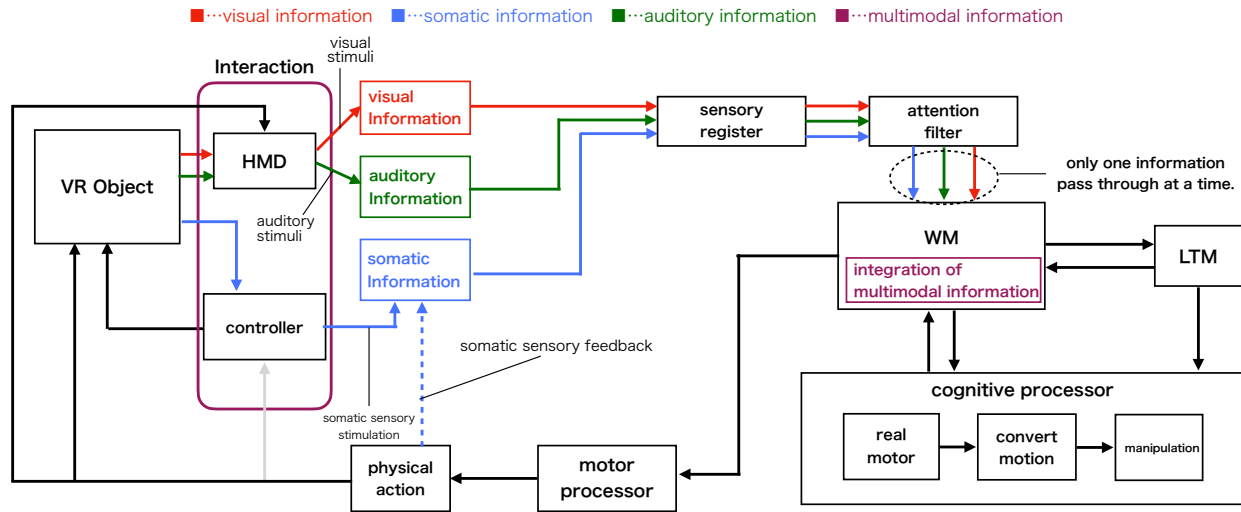 ■…visual information ■…somatic information ■…auditory information ■…multimodal information
visual
stimuli
Interaction
visual
Information
sensory
register
attention
filter
HMD
VR Object
auditory
Information
only one information
pass through at a time.
auditory
stimuli
WM
somatic
Information
integration of
multimodal information
LTM
controller
somatic sensory feedback
cognitive processor
somatic sensory
stimulation
real
motor
convert
motion
manipulation
physical
action
motor
processor